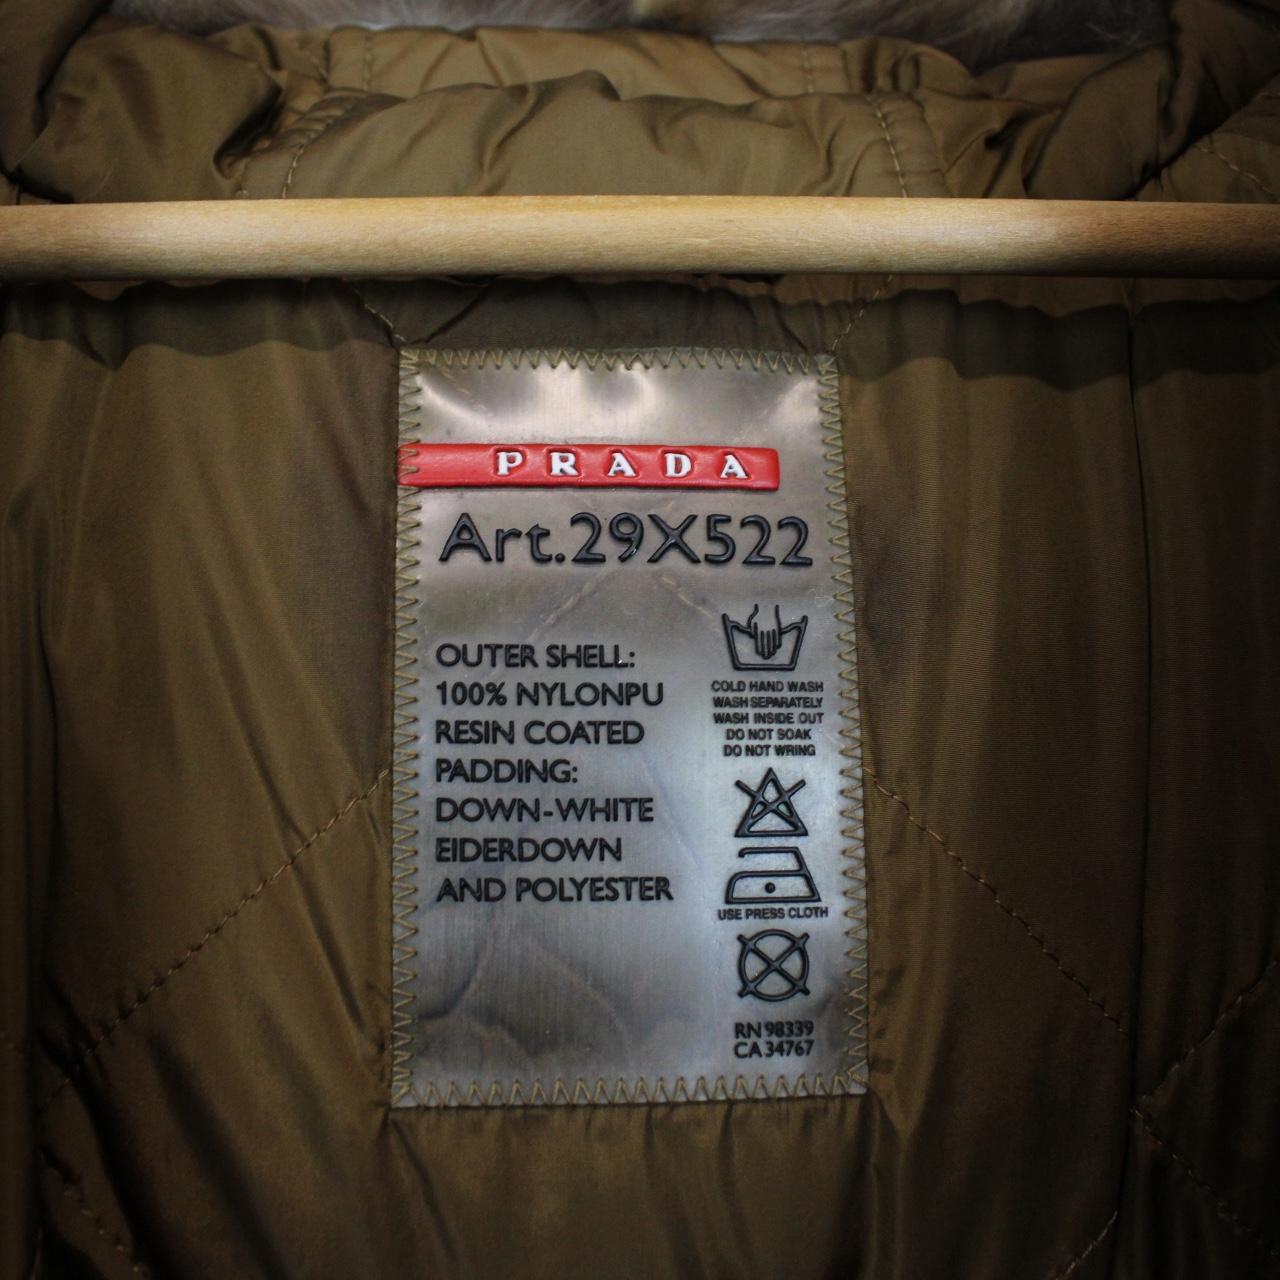 PRADA
Art.29X522
OUTER SHELL:
100% NYLONPU
RESIN COATED
PADDING:
DOWN-WHITE
EIDERDOWN
AND POLYESTER
COLD HAND WASH
WASH SEPARATELY
WASH INSIDE OUT
DO NOT SOAK
DO NOT WRING
USE PRESS CLOTH
RN 98339
CA 34767